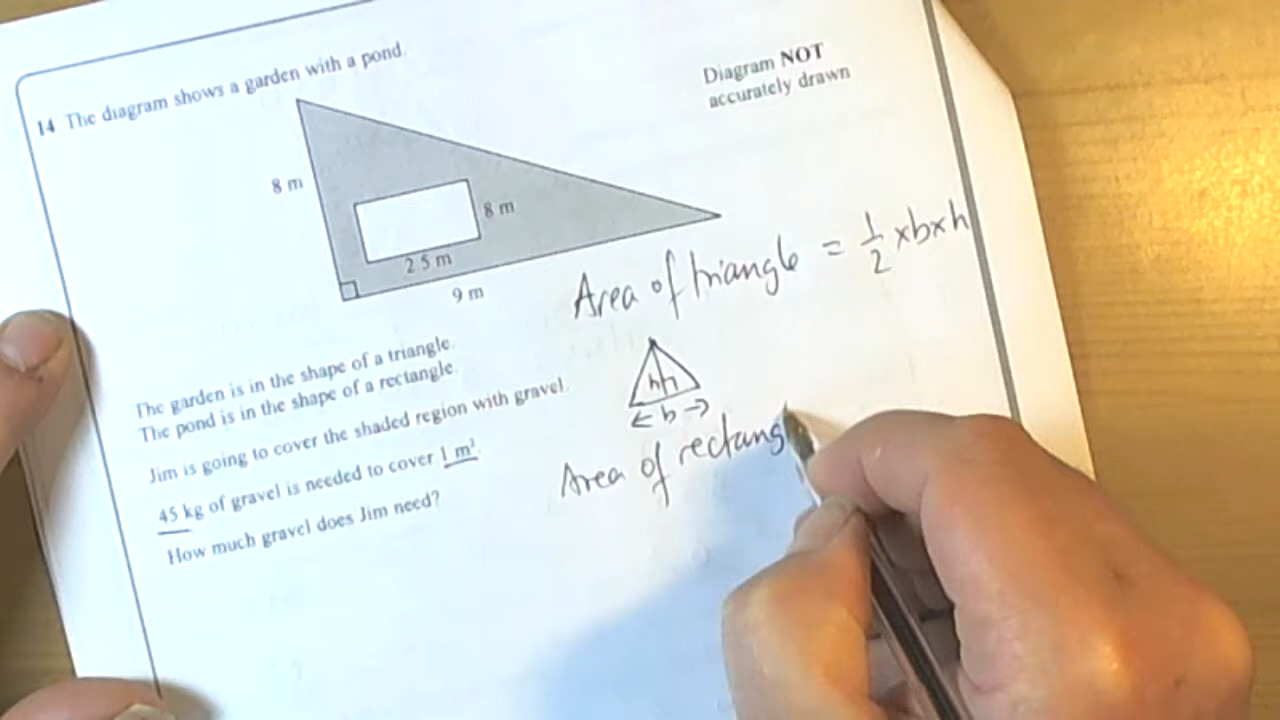 14 The diagram shows a garden with a pond.
Diagram NOT
accurately drawn
8 m
8 m
2 5 m
9 m
Area of triangle = 1/2 × b × h
The garden is in the shape of a triangle.
The pond is in the shape of a rectangle.
h
← b →
Jim is going to cover the shaded region with gravel.
Area of rectang
45 kg of gravel is needed to cover 1 m².
How much gravel does Jim need?